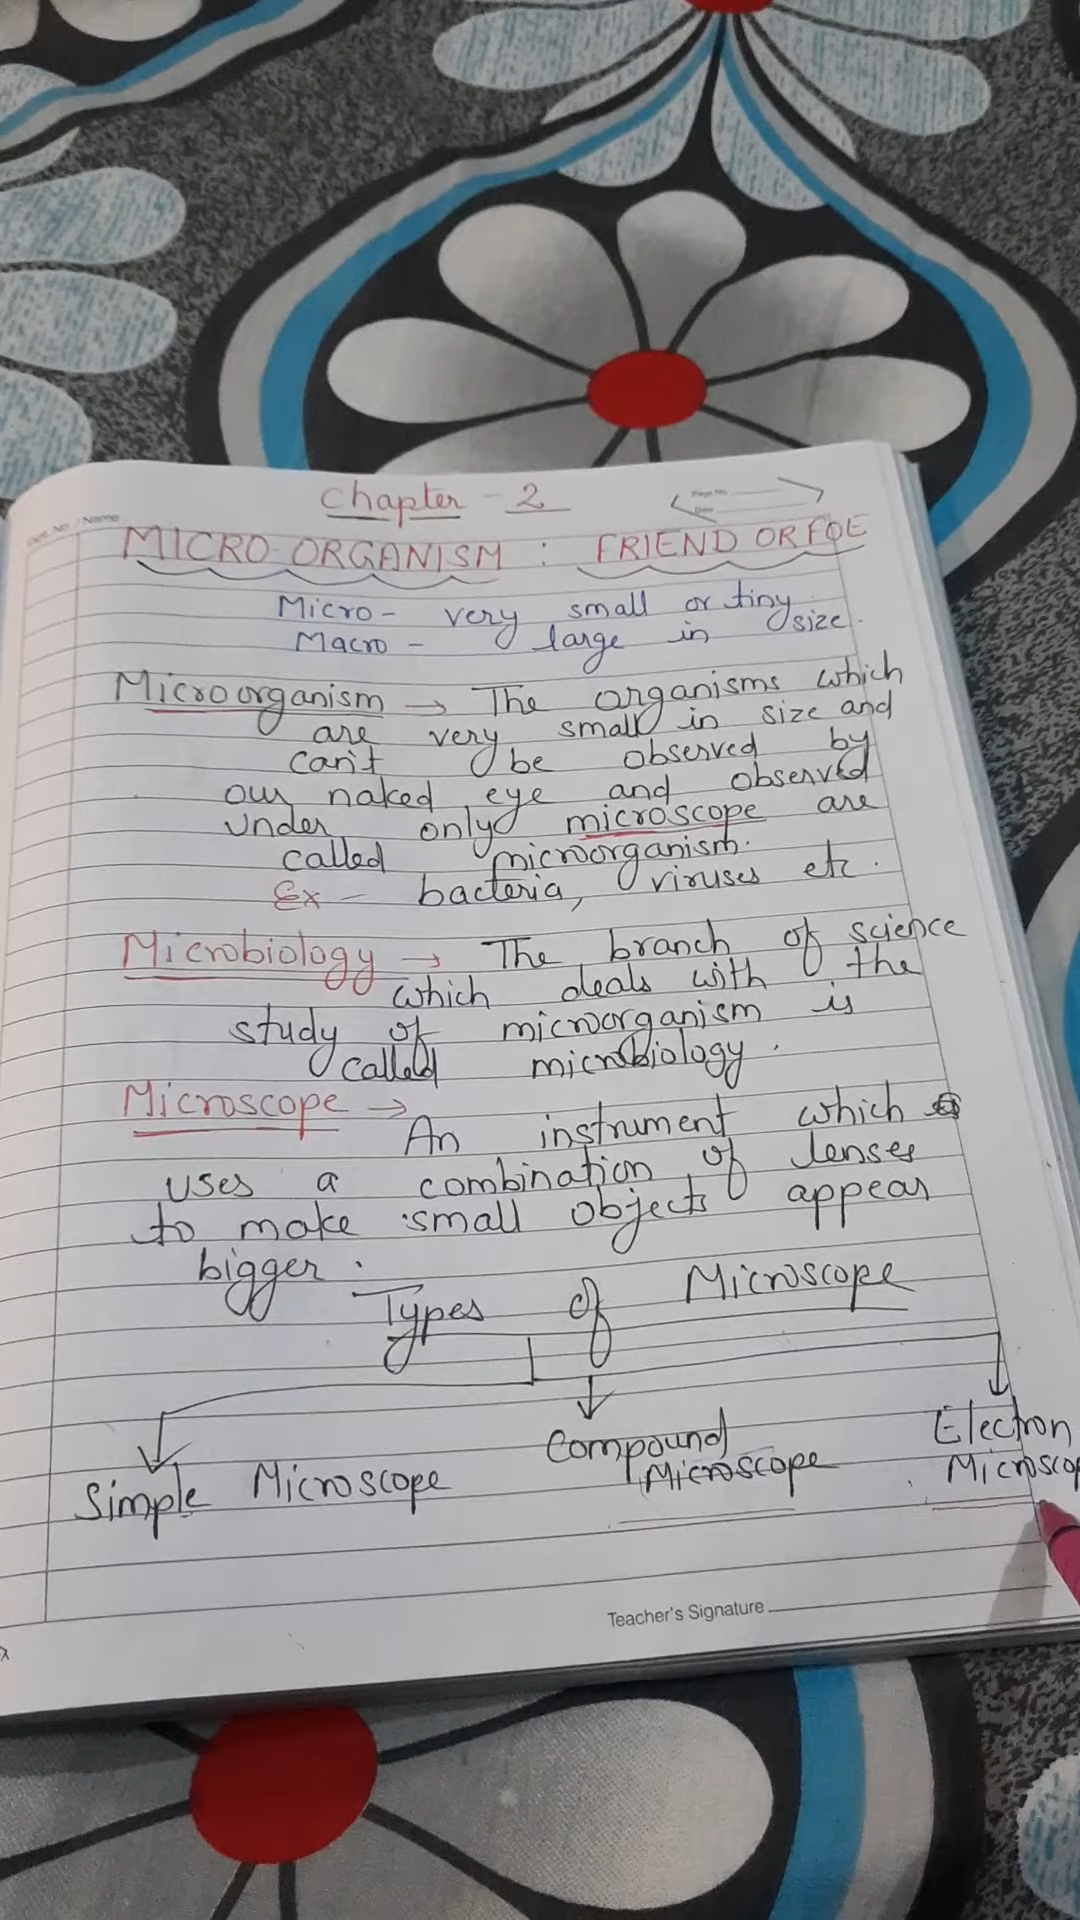 Chapter - 2
Page No.
Date
Name
MICRO ORGANISM : FRIEND OR FOE
Micro - very small or tiny
Macro - large in size.
Microorganism → The organisms which
are very small in size and
can't be observed by
our naked eye and observed
under only microscope are
called microorganism.
Ex - bacteria, viruses etc.
Microbiology → The branch of science
which deals with the
study of microorganism is
called microbiology.
Microscope →
An instrument which
uses a combination of lenses
to make small objects appear
bigger.
Types of Microscope
Simple Microscope
Compound
Microscope
Electron
Microscop
Teacher's Signature